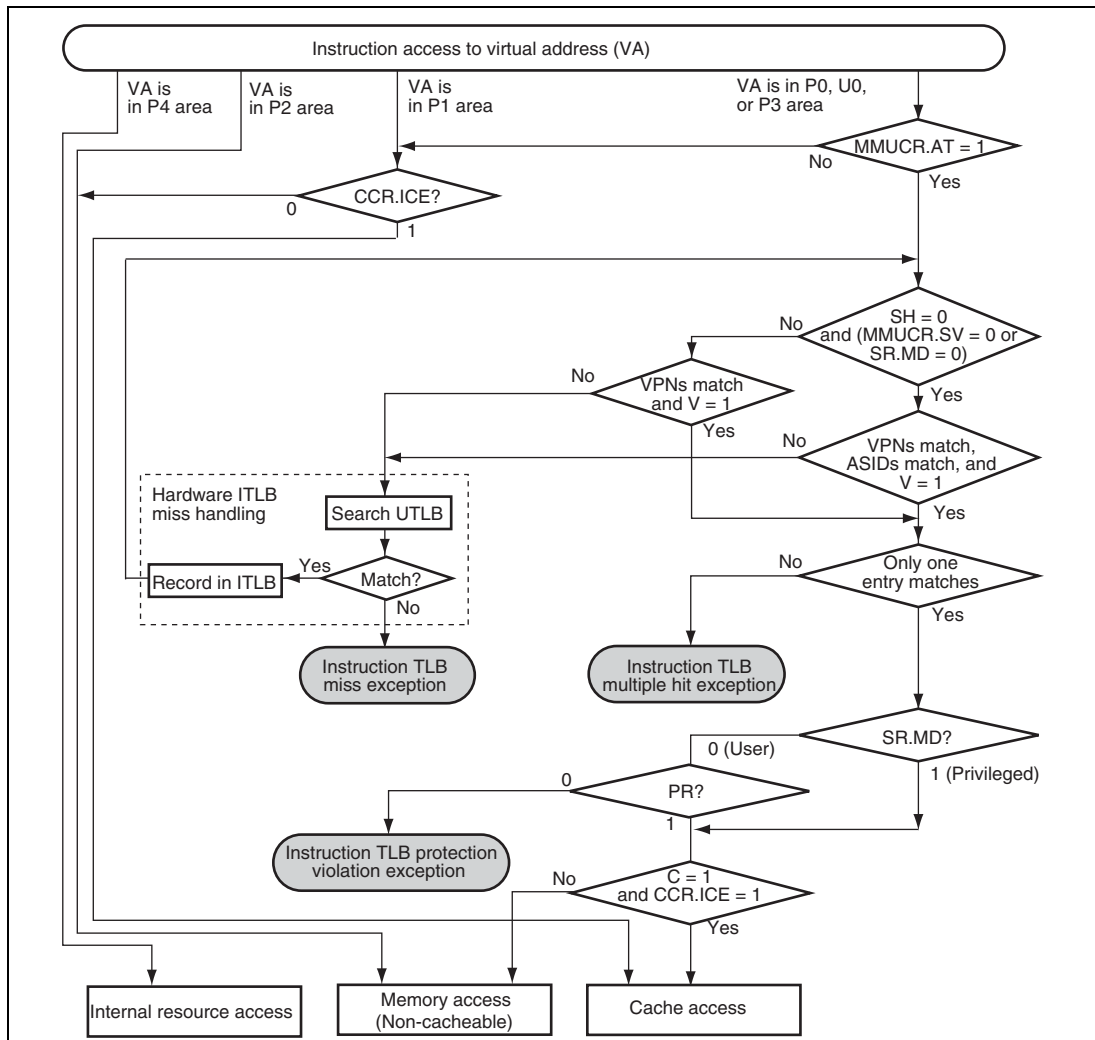 Instruction access to virtual address (VA)
VA is
in P4 area
VA is
in P2 area
VA is
in P1 area
VA is in P0, U0,
or P3 area
MMUCR.AT = 1
No
Yes
CCR.ICE?
0
1
SH = 0
and (MMUCR.SV = 0 or
SR.MD = 0)
No
Yes
VPNs match
and V = 1
No
Yes
VPNs match,
ASIDs match, and
V = 1
No
Yes
Hardware ITLB
miss handling
Search UTLB
Match?
Yes
No
Record in ITLB
Only one
entry matches
No
Yes
Instruction TLB
miss exception
Instruction TLB
multiple hit exception
SR.MD?
0 (User)
1 (Privileged)
PR?
0
1
Instruction TLB protection
violation exception
C = 1
and CCR.ICE = 1
No
Yes
Internal resource access
Memory access
(Non-cacheable)
Cache access